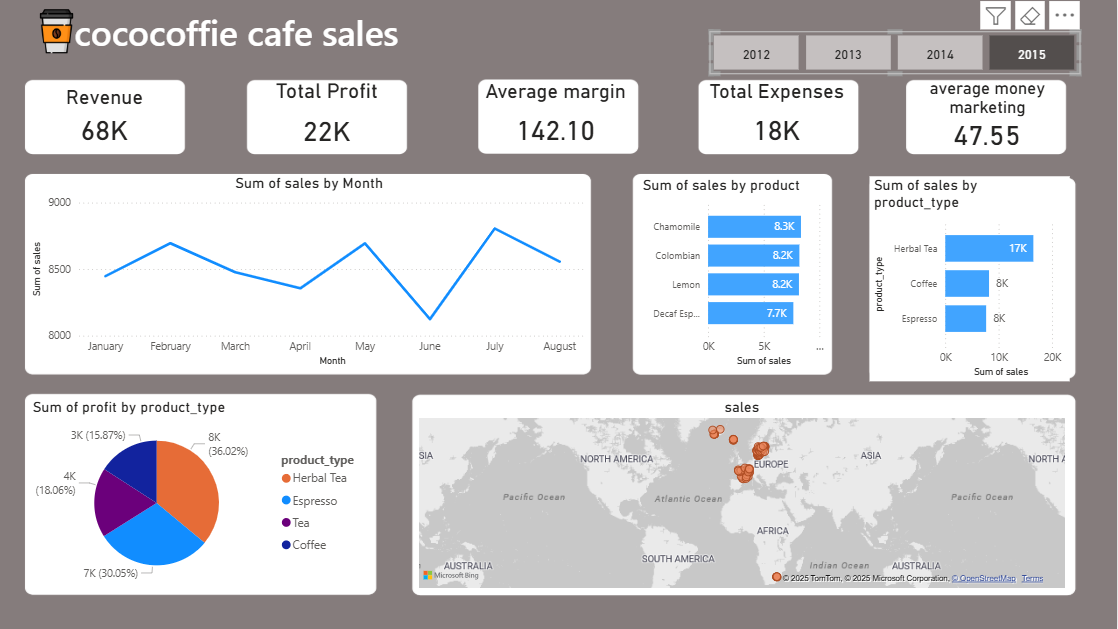 cococoffie cafe sales
2012 2013 2014 2015
Revenue
68K
Total Profit
22K
Average margin
142.10
Total Expenses
18K
average money
marketing
47.55
Sum of sales by Month
9000
8500
8000
Sum of sales
January February March April May June July August
Month
Sum of sales by product
Chamomile 8.3K
Colombian 8.2K
Lemon 8.2K
Decaf Esp... 7.7K
0K 5K ...
Sum of sales
Sum of sales by
product_type
product_type
Herbal Tea 17K
Coffee 8K
Espresso 8K
0K 10K 20K
Sum of sales
Sum of profit by product_type
3K (15.87%)
8K
(36.02%)
4K
(18.06%)
7K (30.05%)
product_type
Herbal Tea
Espresso
Tea
Coffee
sales
SIA NORTH AMERICA EUROPE ASIA NORTH A
Pacific Ocean Atlantic Ocean Pacific Ocean
AFRICA
SOUTH AMERICA
AUSTRALIA Indian Ocean AUSTRALIA
Microsoft Bing
© 2025 TomTom, © 2025 Microsoft Corporation, © OpenStreetMap Terms